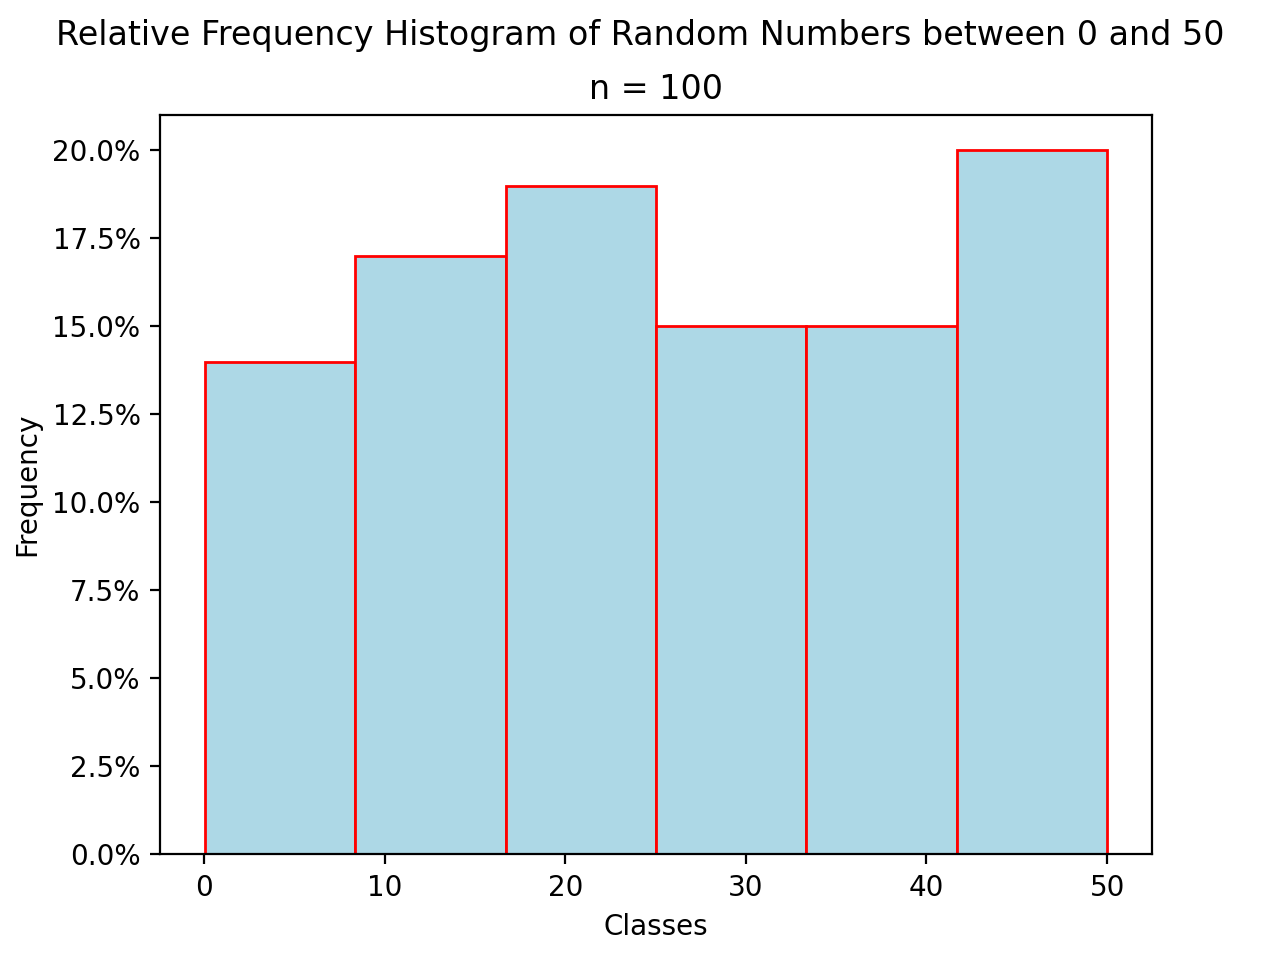 Relative Frequency Histogram of Random Numbers between 0 and 50
n = 100
20.0%
17.5%
15.0%
12.5%
10.0%
7.5%
5.0%
2.5%
0.0%
Frequency
0 10 20 30 40 50
Classes